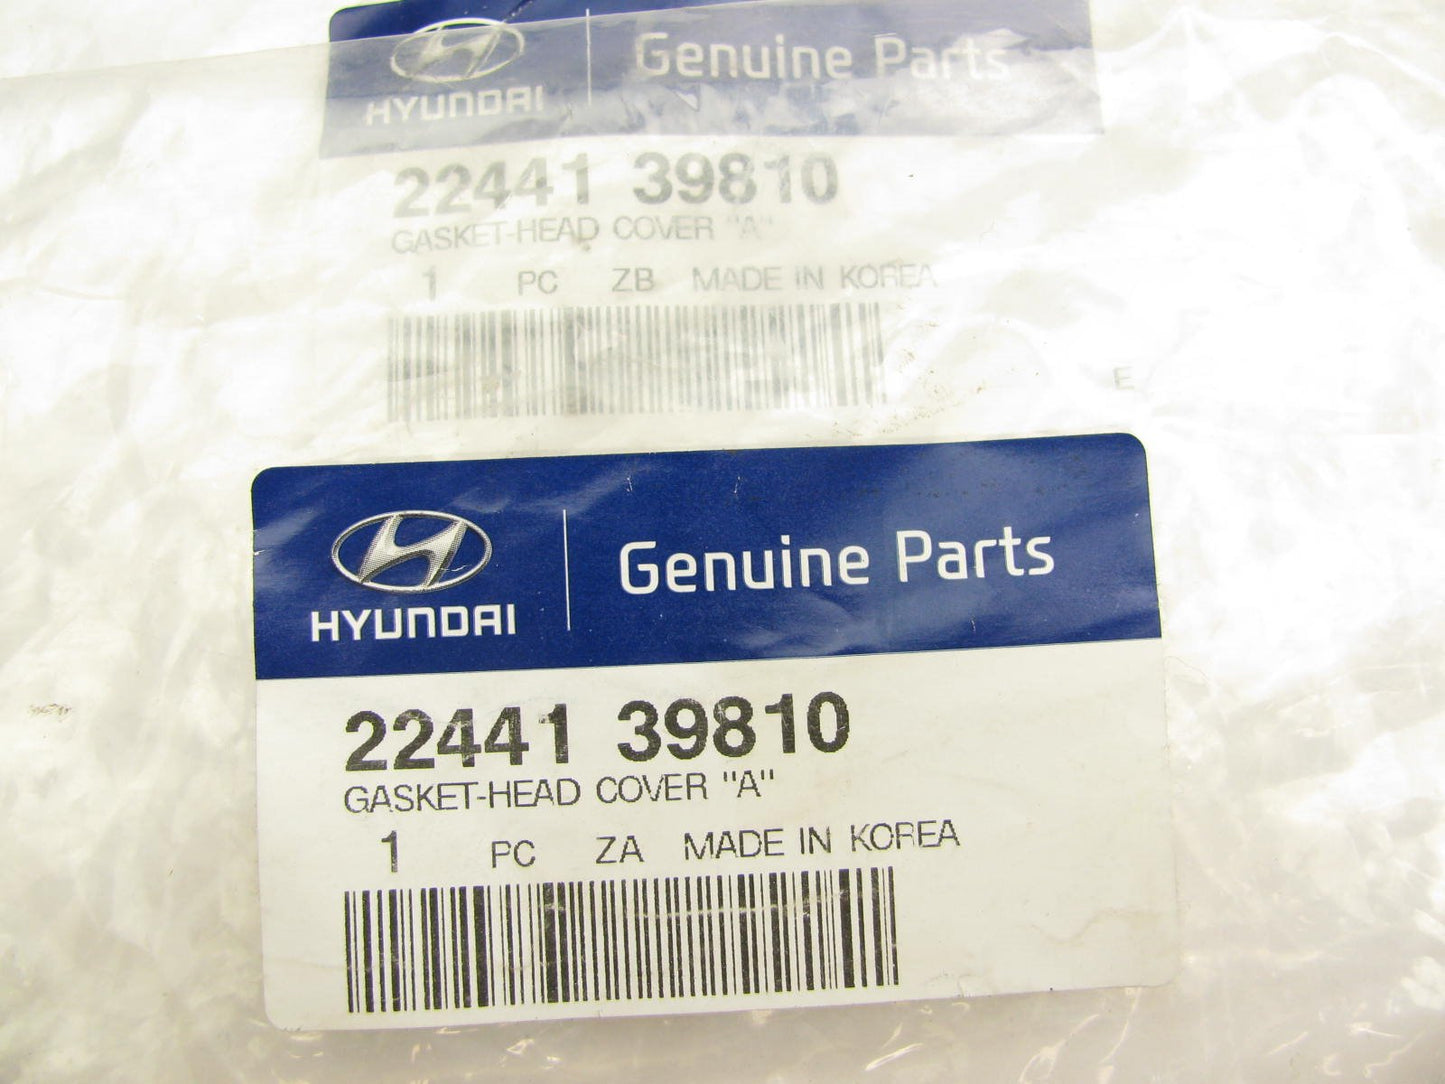 HYUNDAI
Genuine Parts
22441 39810
GASKET-HEAD COVER "A"
1 PC ZB MADE IN KOREA
E
HYUNDAI
Genuine Parts
22441 39810
GASKET-HEAD COVER "A"
1 PC ZA MADE IN KOREA